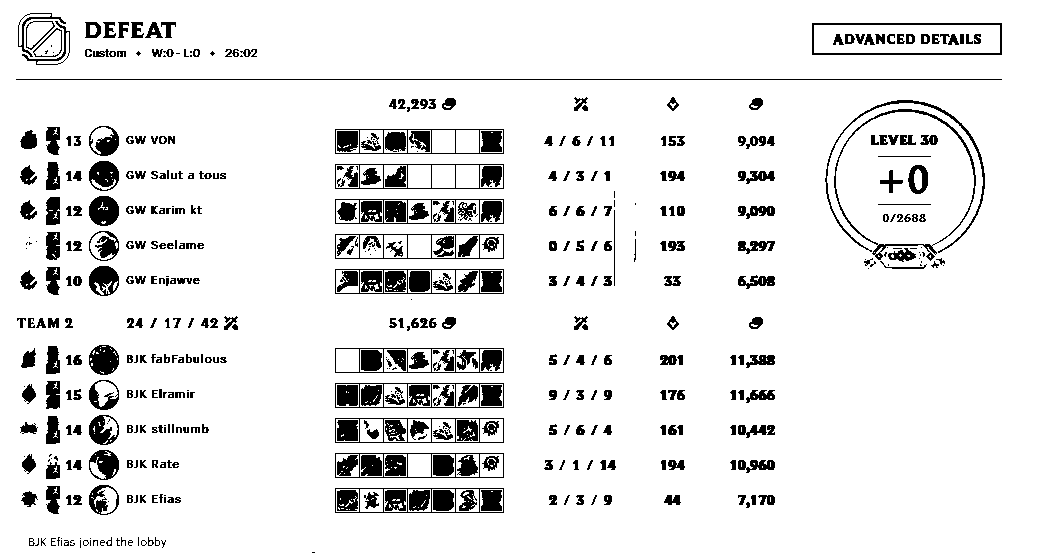 DEFEAT
Custom • W:0 - L:0 • 26:02
ADVANCED DETAILS
42,293
13 GW VON 4 / 6 / 11 153 9,094
14 GW Salut a tous 4 / 3 / 1 194 9,304
12 GW Karim kt 6 / 6 / 7 110 9,090
12 GW Seelame 0 / 5 / 6 193 8,297
10 GW Enjawve 3 / 4 / 3 33 6,508
LEVEL 30
+0
0/2688
TEAM 2 24 / 17 / 42 51,626
16 BJK fabFabulous 5 / 4 / 6 201 11,388
15 BJK Elramir 9 / 3 / 9 176 11,666
14 BJK stillnumb 5 / 6 / 4 161 10,442
14 BJK Rate 3 / 1 / 14 194 10,960
12 BJK Efias 2 / 3 / 9 44 7,170
BJK Efias joined the lobby